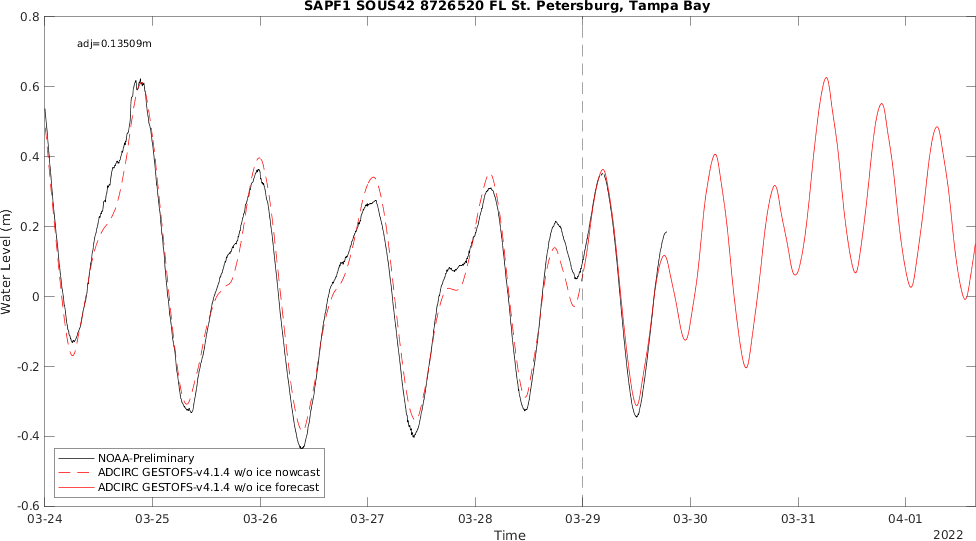 SAPF1 SOUS42 8726520 FL St. Petersburg, Tampa Bay
adj=0.13509m
Water Level (m)
0.8
0.6
0.4
0.2
0
-0.2
-0.4
-0.6
NOAA-Preliminary
ADCIRC GESTOFS-v4.1.4 w/o ice nowcast
ADCIRC GESTOFS-v4.1.4 w/o ice forecast
03-24 03-25 03-26 03-27 03-28 03-29 03-30 03-31 04-01
Time
2022